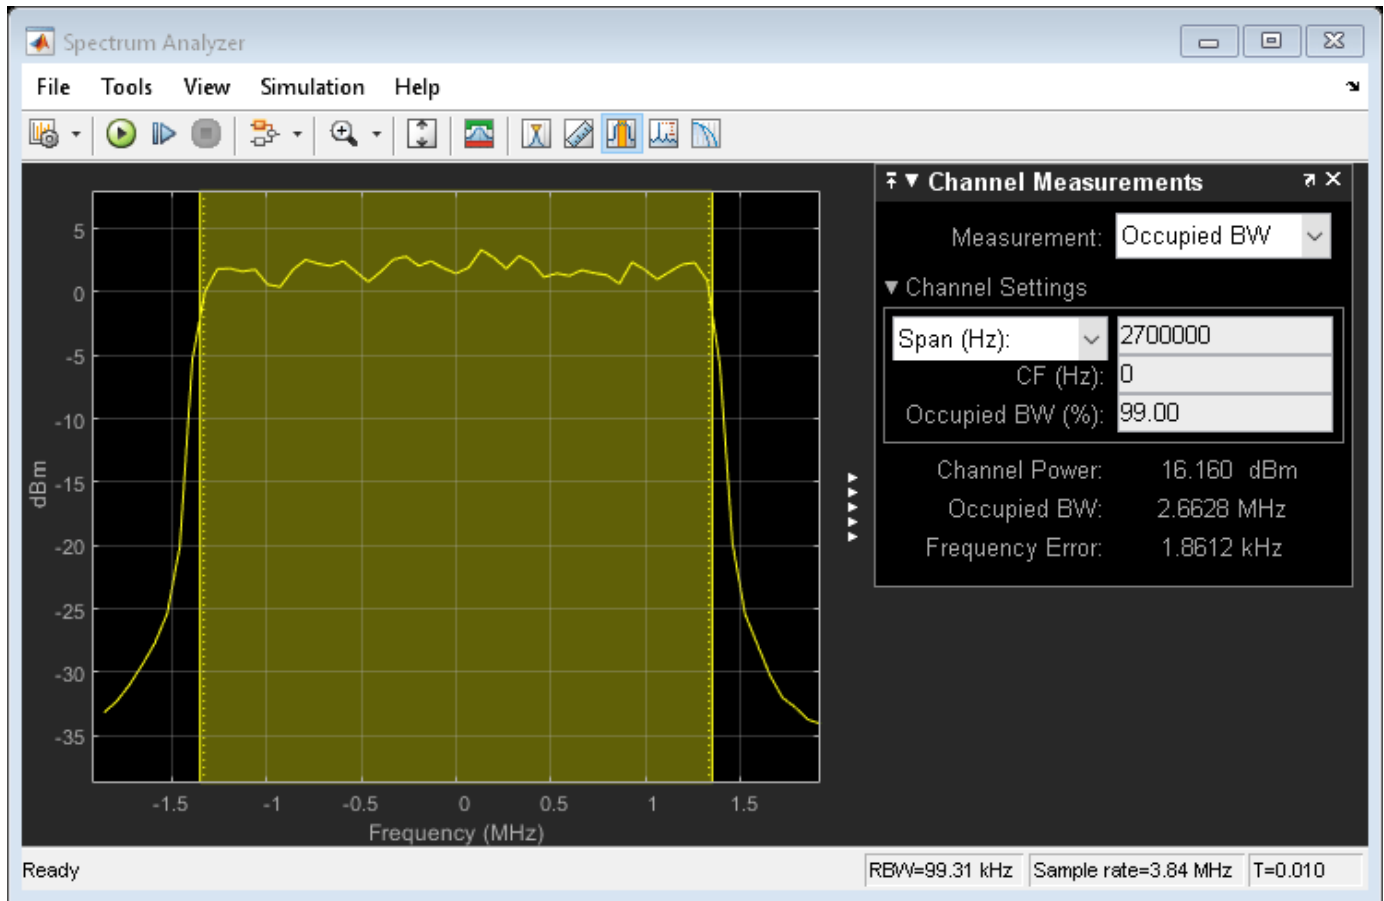 Spectrum Analyzer
File Tools View Simulation Help
Channel Measurements
Measurement: Occupied BW
Channel Settings
Span (Hz): 2700000
CF (Hz): 0
Occupied BW (%): 99.00
Channel Power: 16.160 dBm
Occupied BW: 2.6628 MHz
Frequency Error: 1.8612 kHz
5
0
-5
-10
-15
-20
-25
-30
-35
dBm
-1.5 -1 -0.5 0 0.5 1 1.5
Frequency (MHz)
Ready RBW=99.31 kHz Sample rate=3.84 MHz T=0.010